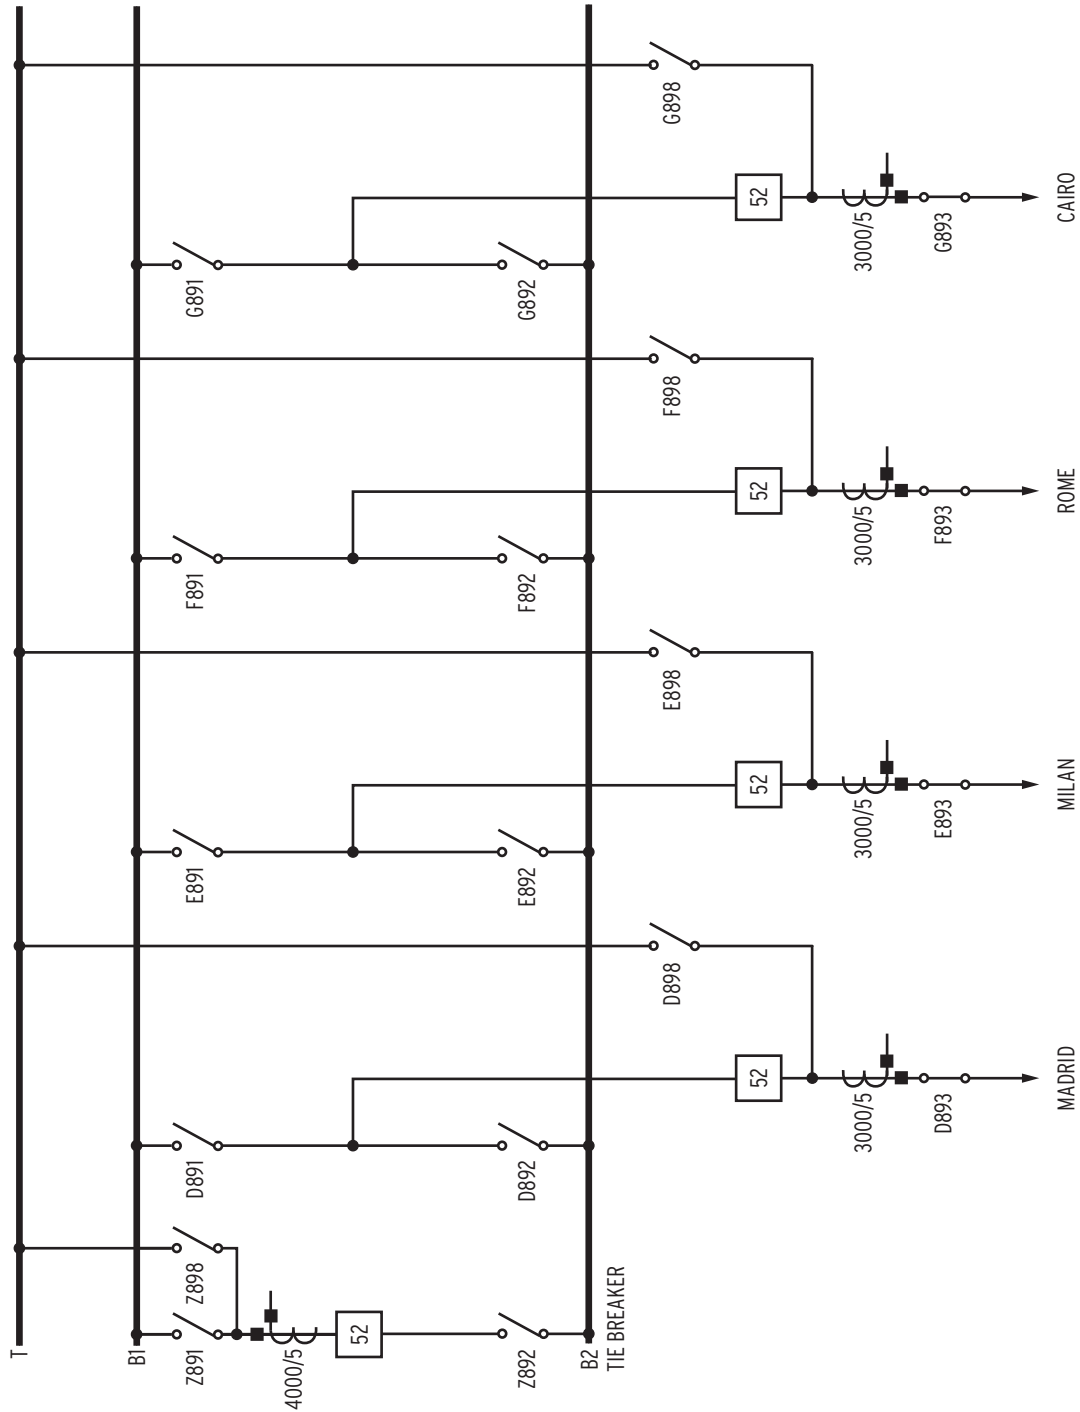 T
B1
Z891
Z898
4000/5
52
Z892
B2
TIE BREAKER
D891
D892
D898
52
3000/5
D893
MADRID
E891
E892
E898
52
3000/5
E893
MILAN
F891
F892
F898
52
3000/5
F893
ROME
G891
G892
G898
52
3000/5
G893
CAIRO